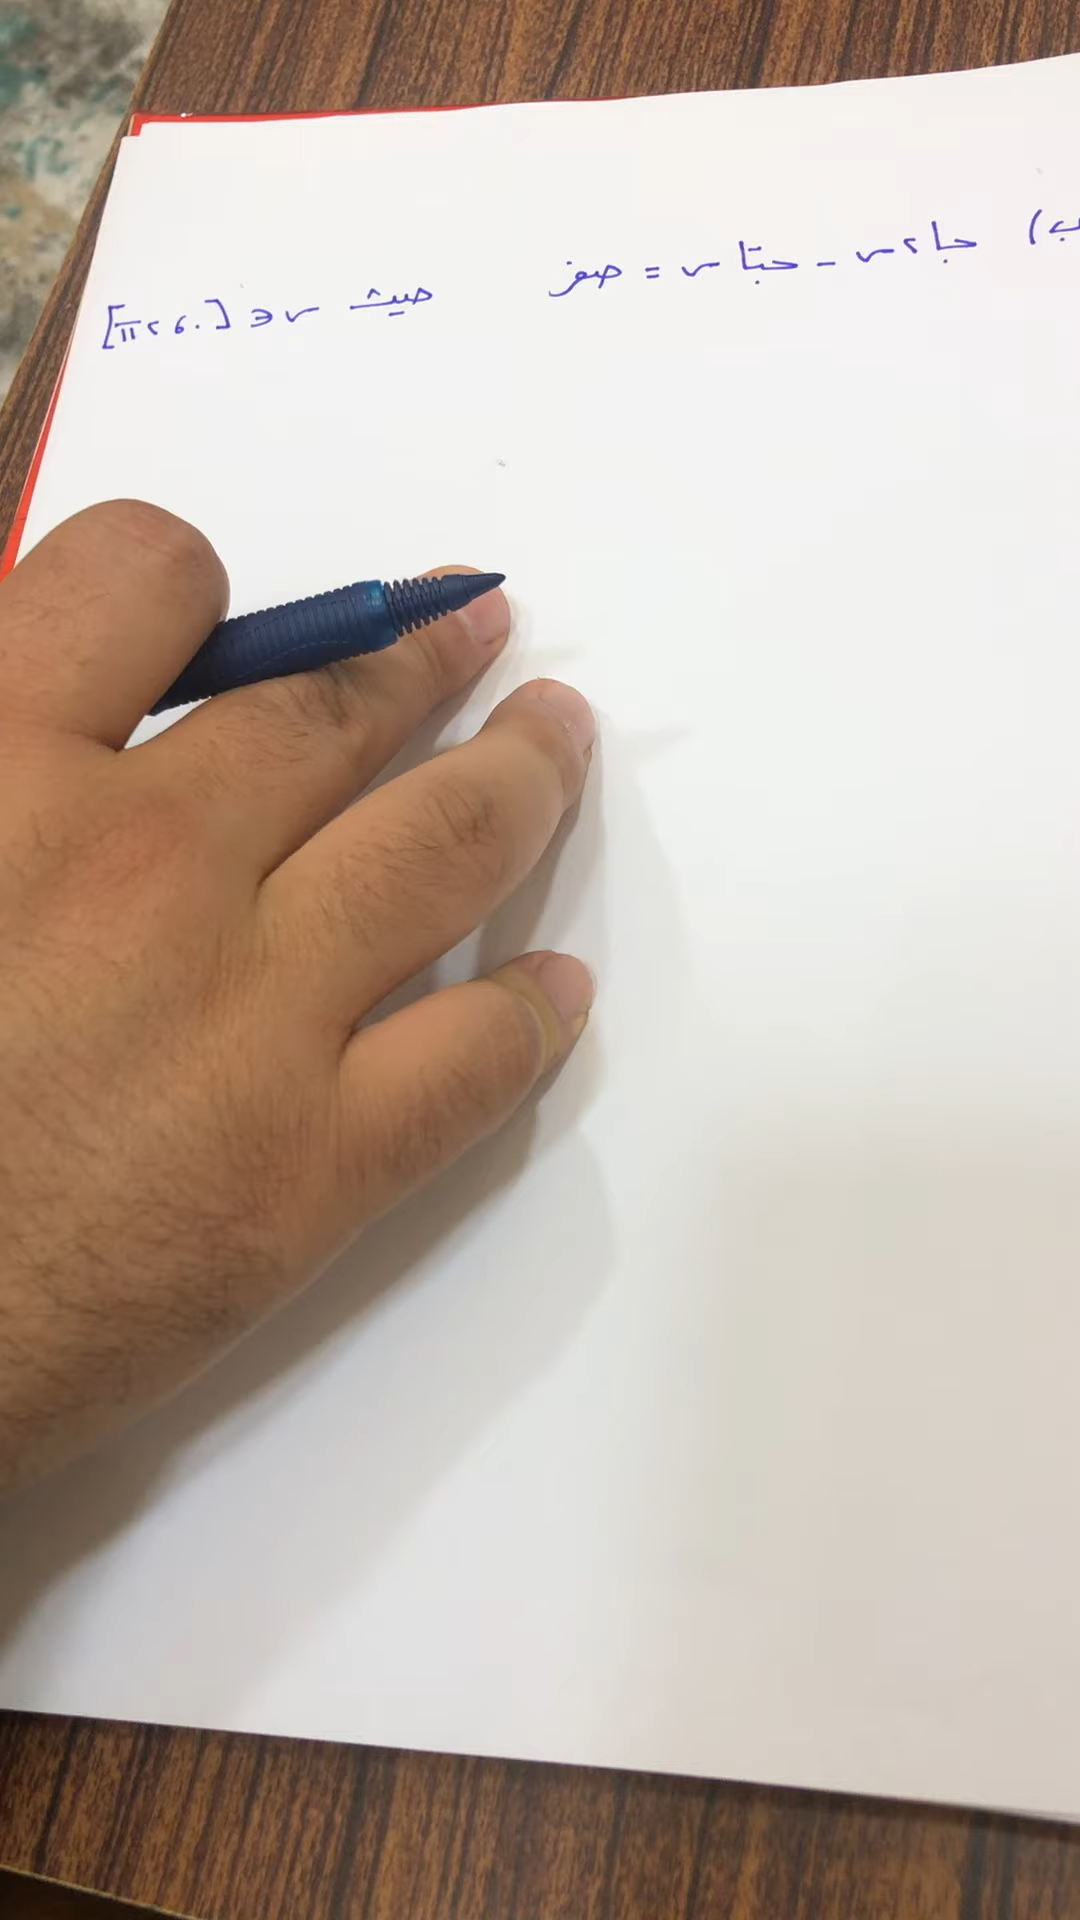 ب) جا٢س - جتاس = صفر حيث س∈[٠، ٢π]